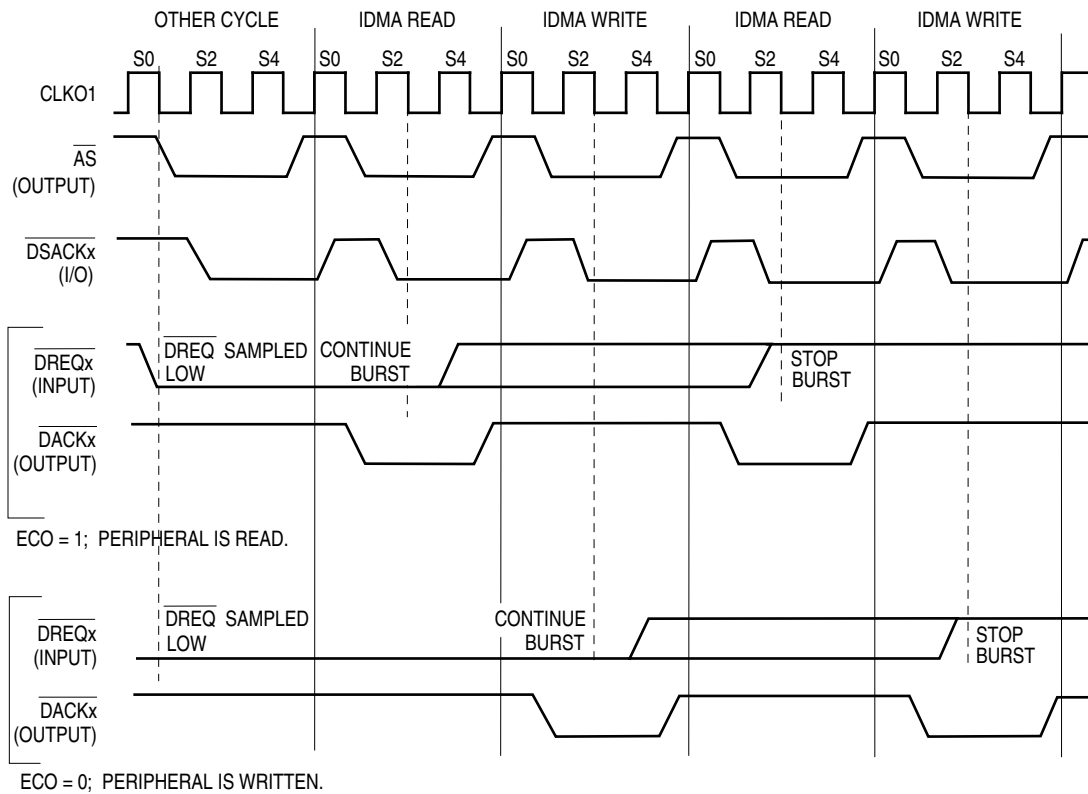 OTHER CYCLE IDMA READ IDMA WRITE IDMA READ IDMA WRITE
S0 S2 S4 S0 S2 S4 S0 S2 S4 S0 S2 S4 S0 S2 S4
CLKO1
AS
(OUTPUT)
DSACKx
(I/O)
DREQx
(INPUT)
DREQ SAMPLED
LOW
CONTINUE
BURST
STOP
BURST
DACKx
(OUTPUT)
ECO = 1; PERIPHERAL IS READ.
DREQx
(INPUT)
DREQ SAMPLED
LOW
CONTINUE
BURST
STOP
BURST
DACKx
(OUTPUT)
ECO = 0; PERIPHERAL IS WRITTEN.